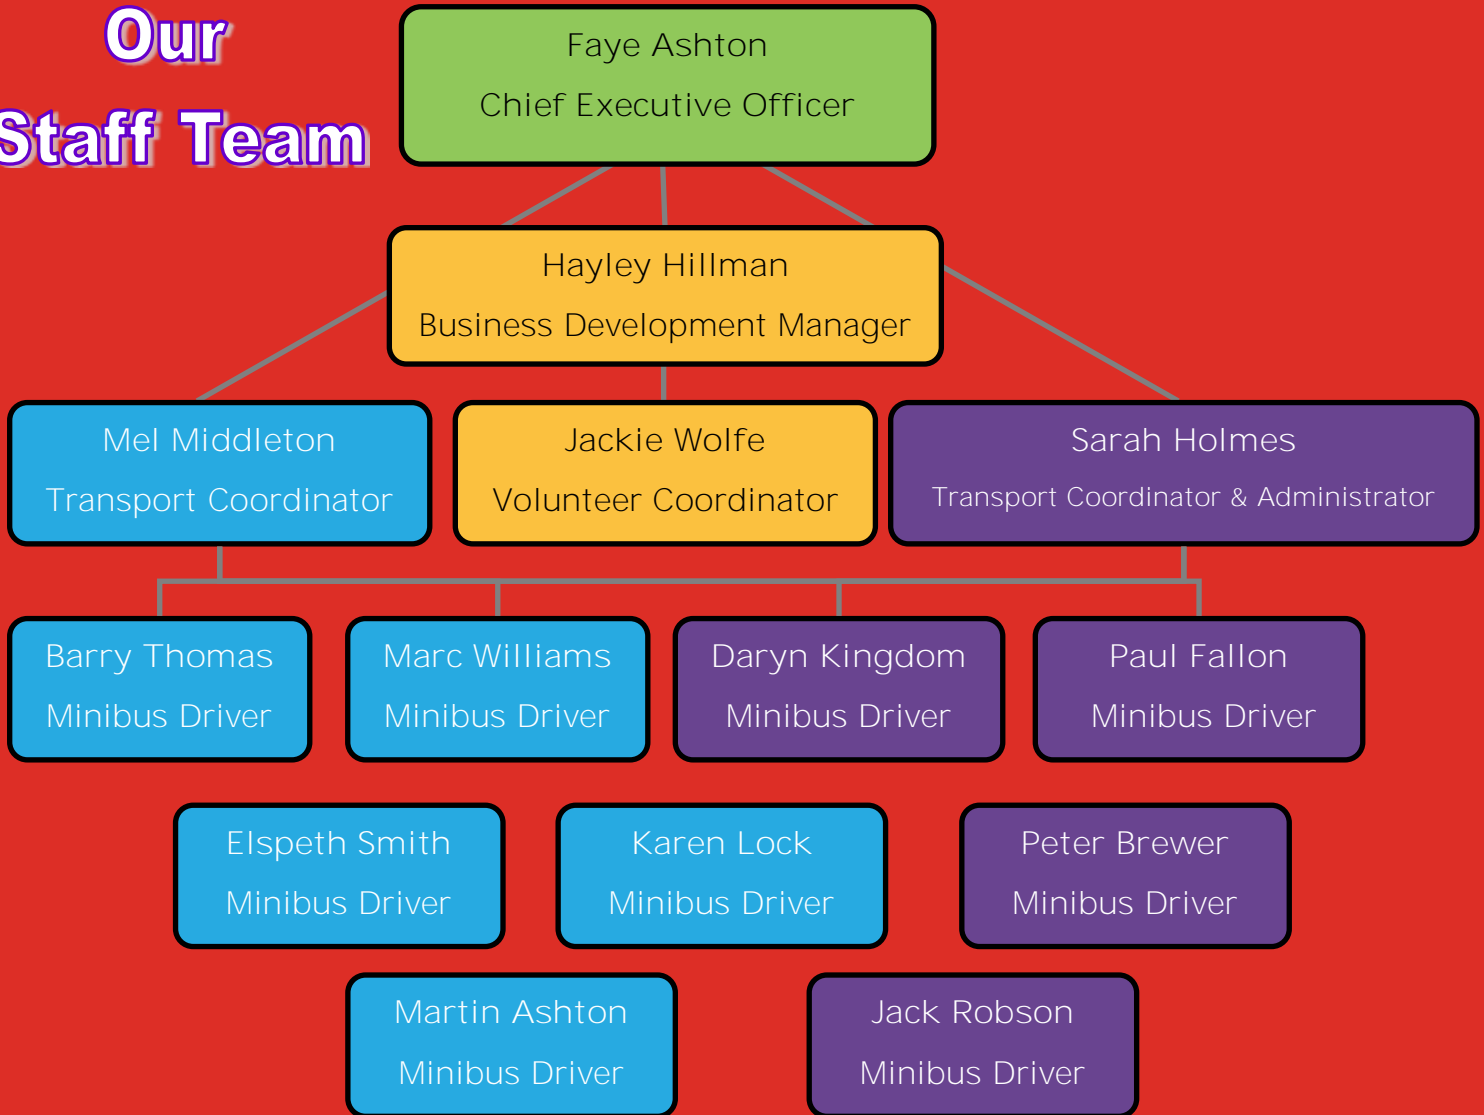 Our
Staff Team
Faye Ashton
Chief Executive Officer
Hayley Hillman
Business Development Manager
Mel Middleton
Transport Coordinator
Jackie Wolfe
Volunteer Coordinator
Sarah Holmes
Transport Coordinator & Administrator
Barry Thomas
Minibus Driver
Marc Williams
Minibus Driver
Daryn Kingdom
Minibus Driver
Paul Fallon
Minibus Driver
Elspeth Smith
Minibus Driver
Karen Lock
Minibus Driver
Peter Brewer
Minibus Driver
Martin Ashton
Minibus Driver
Jack Robson
Minibus Driver